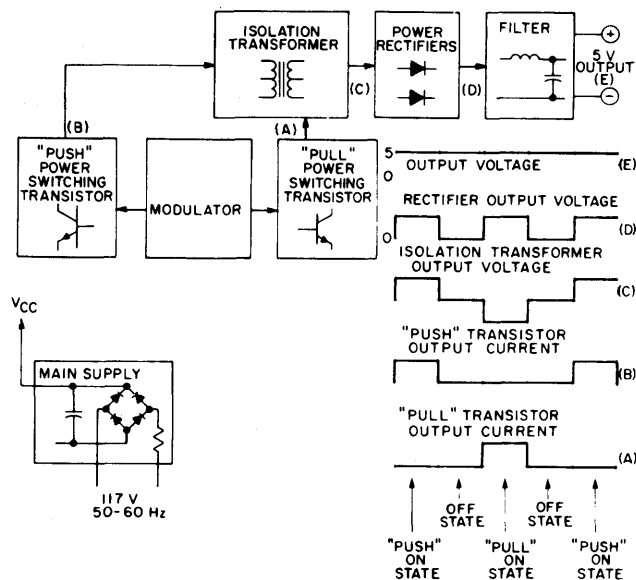 ISOLATION
TRANSFORMER
POWER
RECTIFIERS
FILTER
+
5 V
OUTPUT
(E)
−
(C)
(D)
(B)
(A)
"PUSH"
POWER
SWITCHING
TRANSISTOR
MODULATOR
"PULL"
POWER
SWITCHING
TRANSISTOR
5
0
OUTPUT VOLTAGE
(E)
RECTIFIER OUTPUT VOLTAGE
0
(D)
ISOLATION TRANSFORMER
OUTPUT VOLTAGE
(C)
"PUSH" TRANSISTOR
OUTPUT CURRENT
(B)
"PULL" TRANSISTOR
OUTPUT CURRENT
(A)
VCC
MAIN SUPPLY
117 V
50-60 Hz
OFF
STATE
OFF
STATE
"PUSH"
ON
STATE
"PULL"
ON
STATE
"PUSH"
ON
STATE